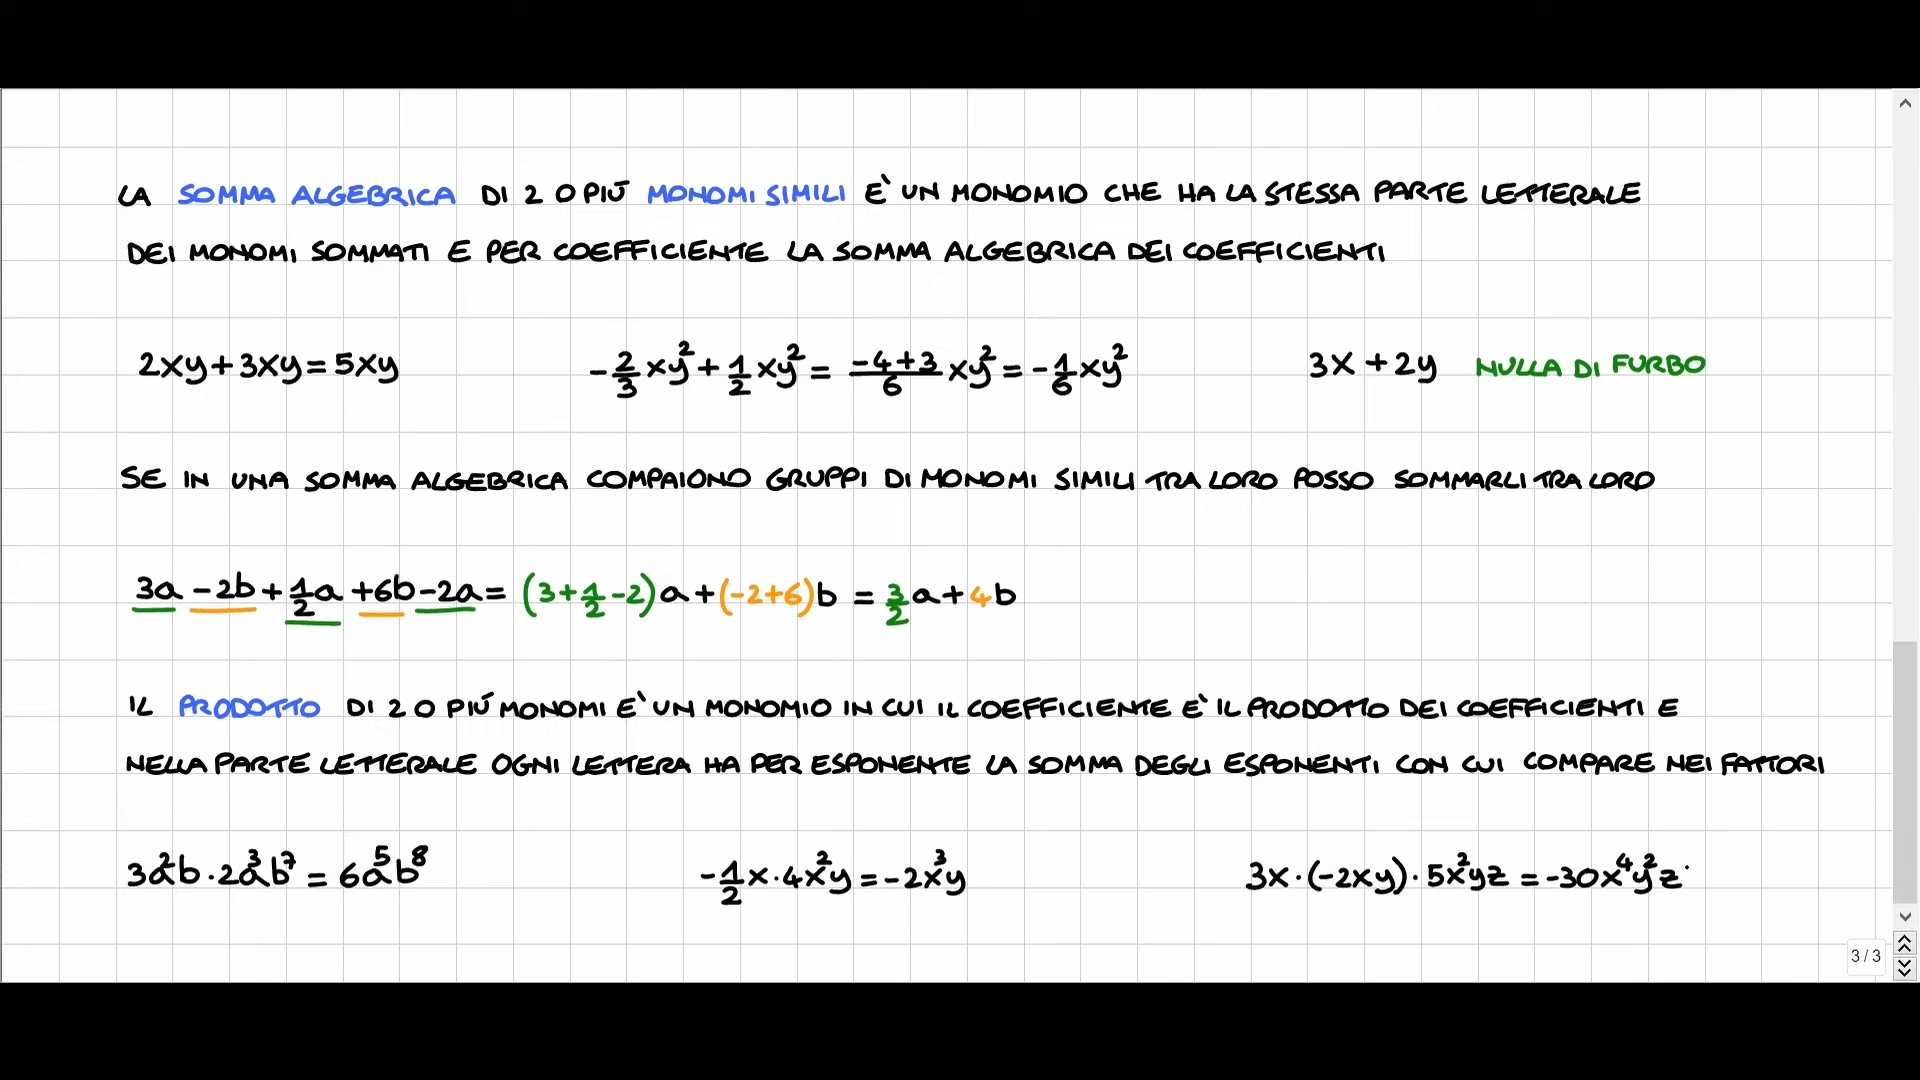 LA SOMMA ALGEBRICA DI 2 O PIÚ MONOMI SIMILI E' UN MONOMIO CHE HA LA STESSA PARTE LETTERALE
DEI MONOMI SOMMATI E PER COEFFICIENTE LA SOMMA ALGEBRICA DEI COEFFICIENTI
2xy+3xy=5xy
-2/3 xy²+1/2 xy²= (-4+3)/6 xy²=-1/6 xy²
3x+2y NULLA DI FURBO
SE IN UNA SOMMA ALGEBRICA COMPAIONO GRUPPI DI MONOMI SIMILI TRA LORO POSSO SOMMARLI TRA LORO
3a-2b+1/2a+6b-2a=(3+1/2-2)a+(-2+6)b=3/2a+4b
IL PRODOTTO DI 2 O PIÚ MONOMI E' UN MONOMIO IN CUI IL COEFFICIENTE E' IL PRODOTTO DEI COEFFICIENTI E
NELLA PARTE LETTERALE OGNI LETTERA HA PER ESPONENTE LA SOMMA DEGLI ESPONENTI CON CUI COMPARE NEI FATTORI
3a²b·2a³b⁷=6a⁵b⁸
-1/2x·4x²y=-2x³y
3x·(-2xy)·5x²yz=-30x⁴y²z
3 / 3